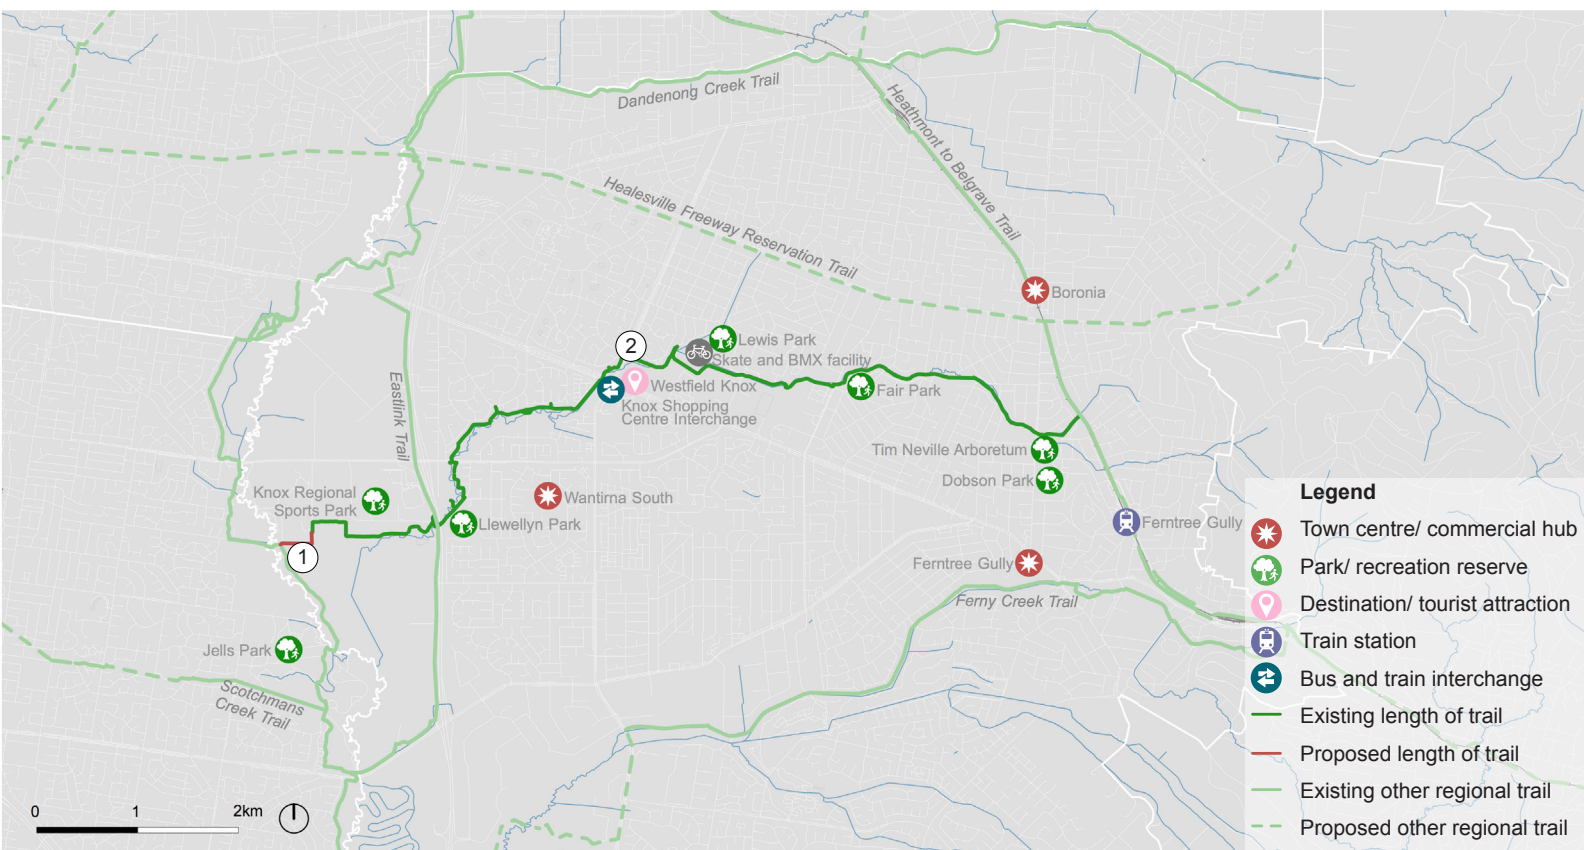 Dandenong Creek Trail
Heathmont to Belgrave Trail
Healesville Freeway Reservation Trail
Boronia
2
Lewis Park
Skate and BMX facility
Westfield Knox
Fair Park
Knox Shopping
Centre Interchange
Eastlink Trail
Tim Neville Arboretum
Dobson Park
Knox Regional
Sports Park
Wantirna South
Llewellyn Park
Ferntree Gully
1
Ferntree Gully
Ferny Creek Trail
Jells Park
Scotchmans
Creek Trail
0 1 2km
Legend
Town centre/ commercial hub
Park/ recreation reserve
Destination/ tourist attraction
Train station
Bus and train interchange
Existing length of trail
Proposed length of trail
Existing other regional trail
Proposed other regional trail